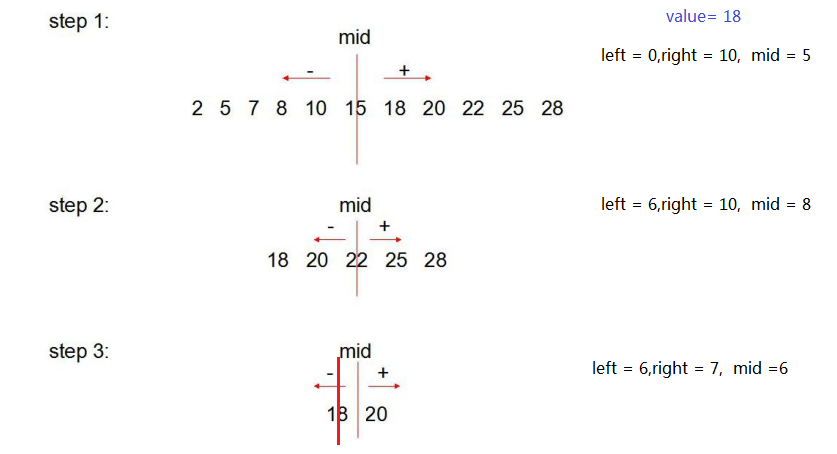 step 1:
value= 18
mid
left = 0,right = 10, mid = 5
- +
2 5 7 8 10 15 18 20 22 25 28
step 2:
mid
left = 6,right = 10, mid = 8
- +
18 20 22 25 28
step 3:
mid
left = 6,right = 7, mid =6
- +
18 20